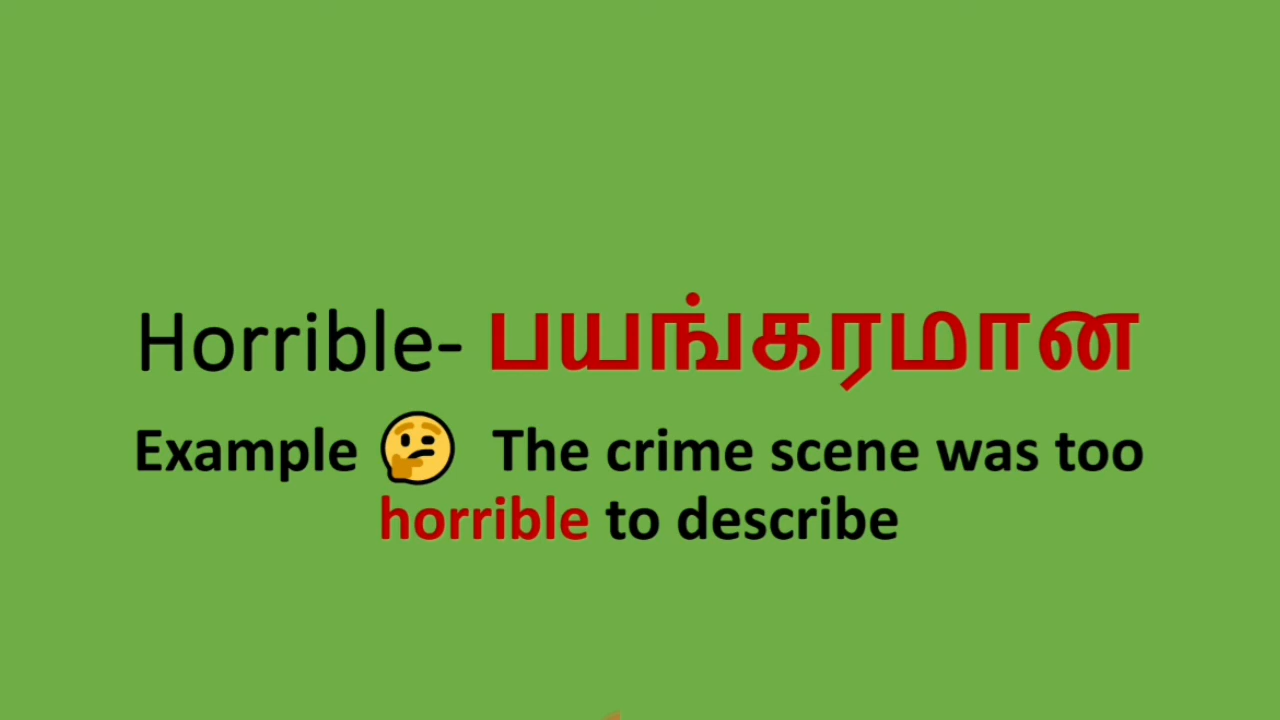 Horrible- பயங்கரமான
Example 🤔 The crime scene was too
horrible to describe